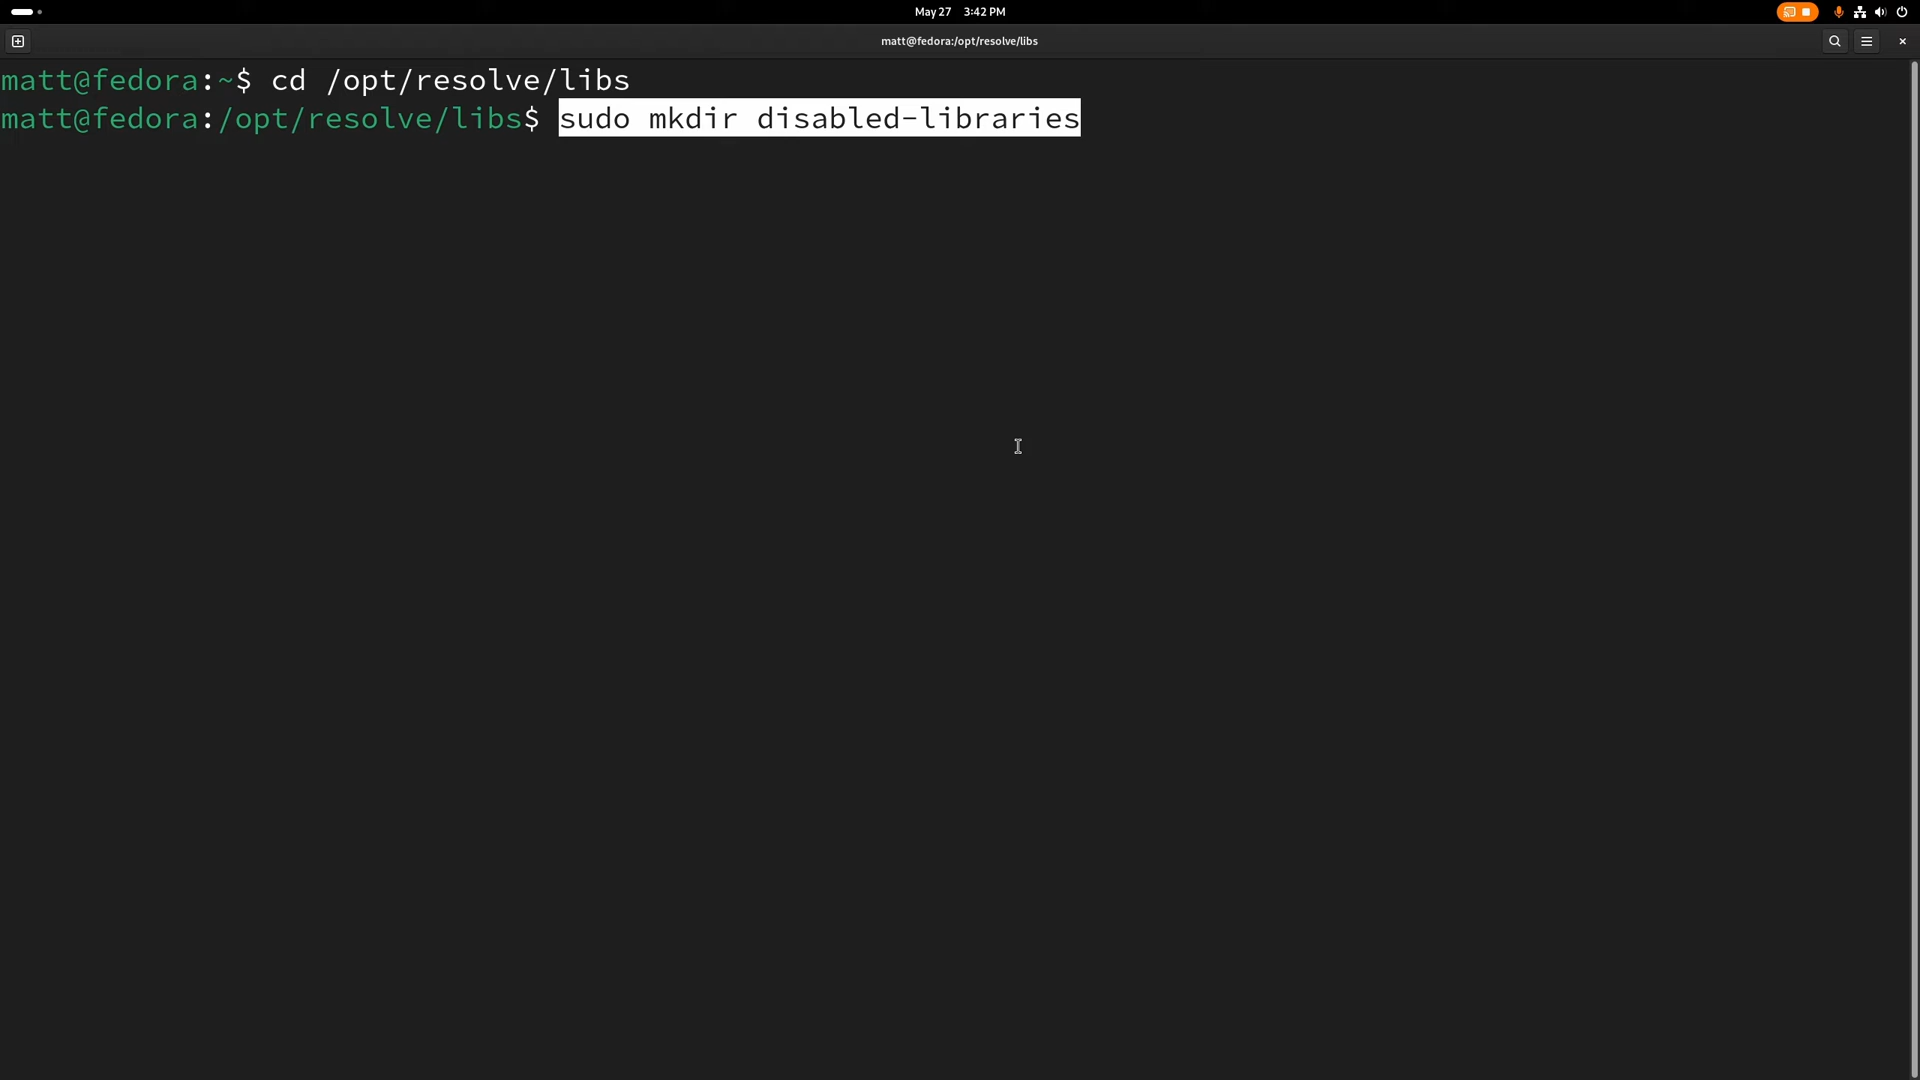 May 27 3:42 PM
matt@fedora:/opt/resolve/libs
matt@fedora:~$ cd /opt/resolve/libs
matt@fedora:/opt/resolve/libs$ sudo mkdir disabled-libraries